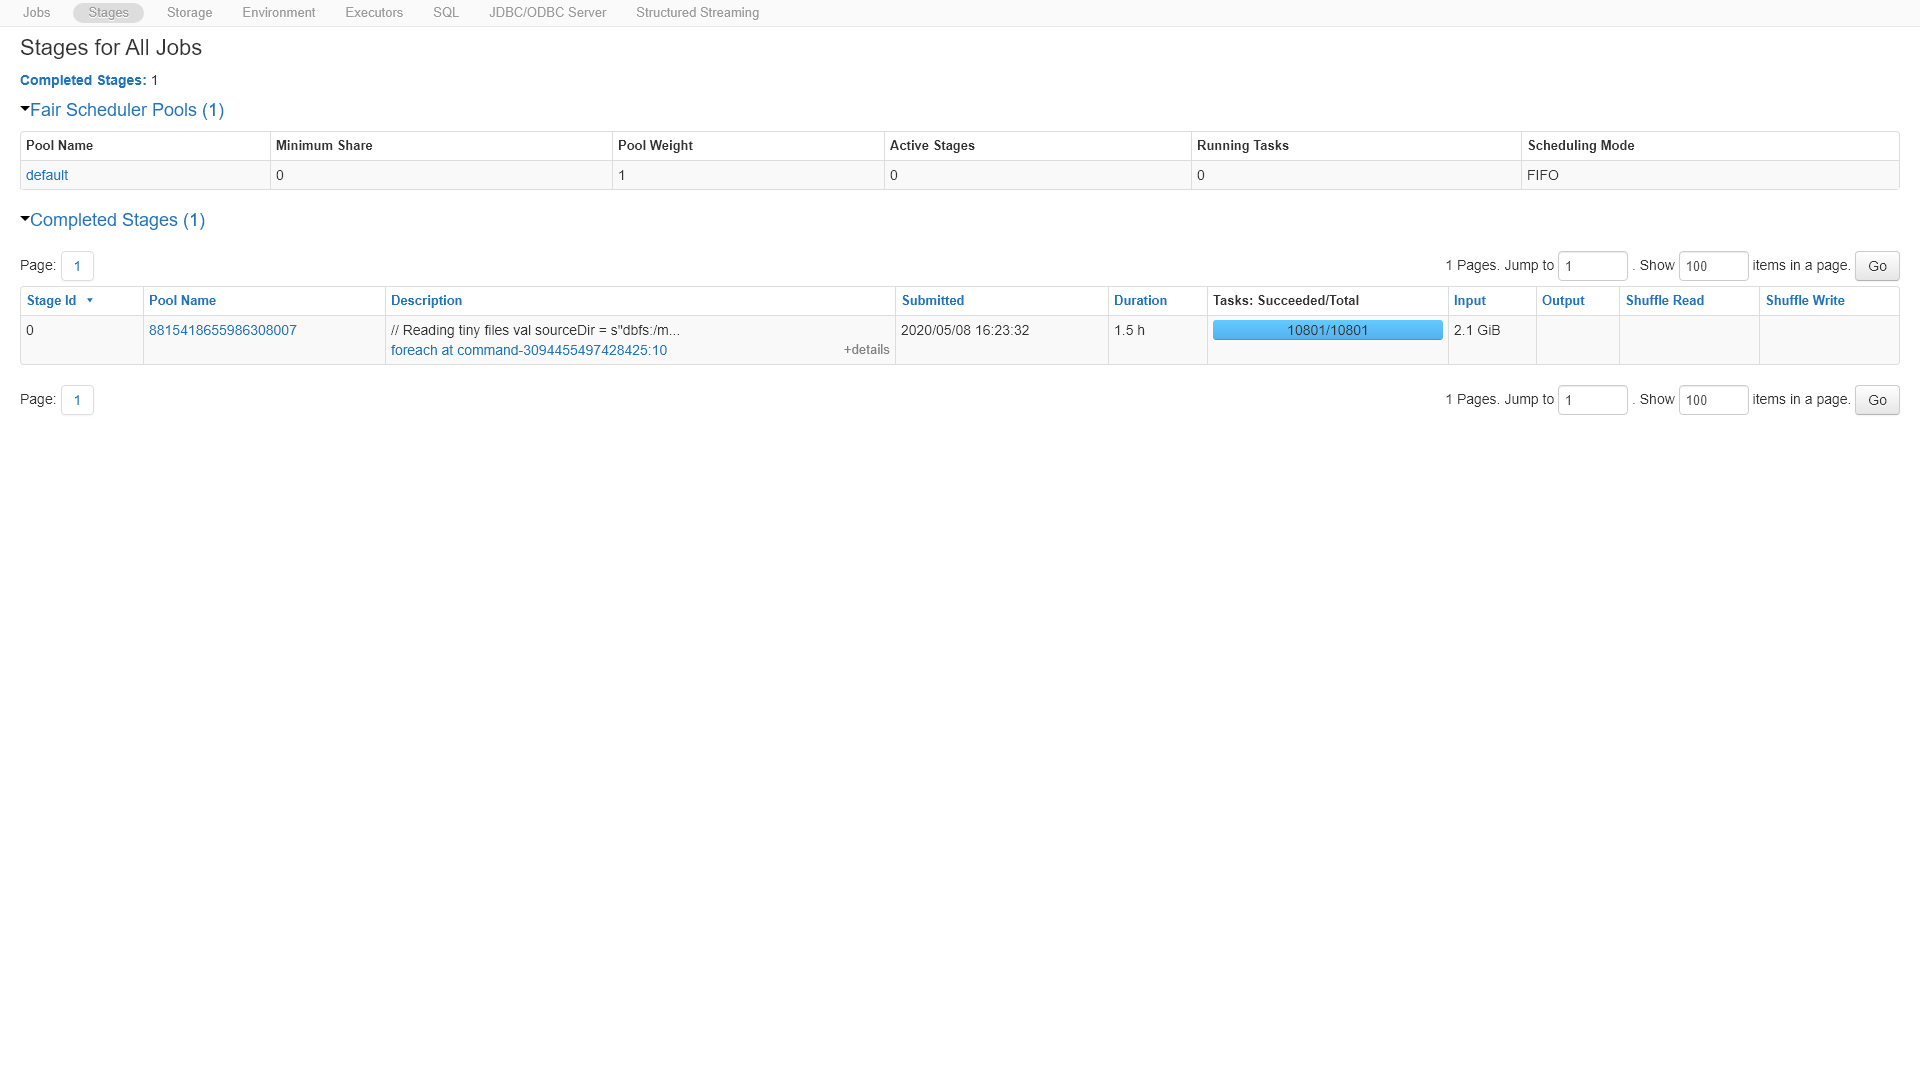 Jobs Stages Storage Environment Executors SQL JDBC/ODBC Server Structured Streaming
Stages for All Jobs
Completed Stages: 1
Fair Scheduler Pools (1)
Pool Name Minimum Share Pool Weight Active Stages Running Tasks Scheduling Mode
default 0 1 0 0 FIFO
Completed Stages (1)
Page: 1 1 Pages. Jump to 1 . Show 100 items in a page. Go
Stage Id Pool Name Description Submitted Duration Tasks: Succeeded/Total Input Output Shuffle Read Shuffle Write
0 8815418655986308007 // Reading tiny files val sourceDir = s"dbfs:/m... 2020/05/08 16:23:32 1.5 h 10801/10801 2.1 GiB
foreach at command-3094455497428425:10 +details
Page: 1 1 Pages. Jump to 1 . Show 100 items in a page. Go